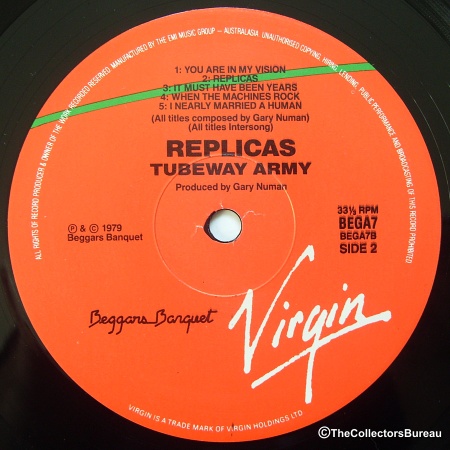 ALL RIGHTS OF RECORD PRODUCER & OWNER OF THE WORK RECORDED RESERVED. MANUFACTURED BY THE EMI MUSIC GROUP – AUSTRALASIA. UNAUTHORISED COPYING, HIRING, LENDING, PUBLIC PERFORMANCE AND BROADCASTING OF THIS RECORD PROHIBITED
1: YOU ARE IN MY VISION
2: REPLICAS
3: IT MUST HAVE BEEN YEARS
4: WHEN THE MACHINES ROCK
5: I NEARLY MARRIED A HUMAN
(All titles composed by Gary Numan)
(All titles Intersong)
REPLICAS
TUBEWAY ARMY
Produced by Gary Numan
℗ & © 1979
Beggars Banquet
33⅓ RPM
BEGA7
BEGA7B
SIDE 2
Beggars Banquet
Virgin
VIRGIN IS A TRADE MARK OF VIRGIN HOLDINGS LTD
©TheCollectorsBureau